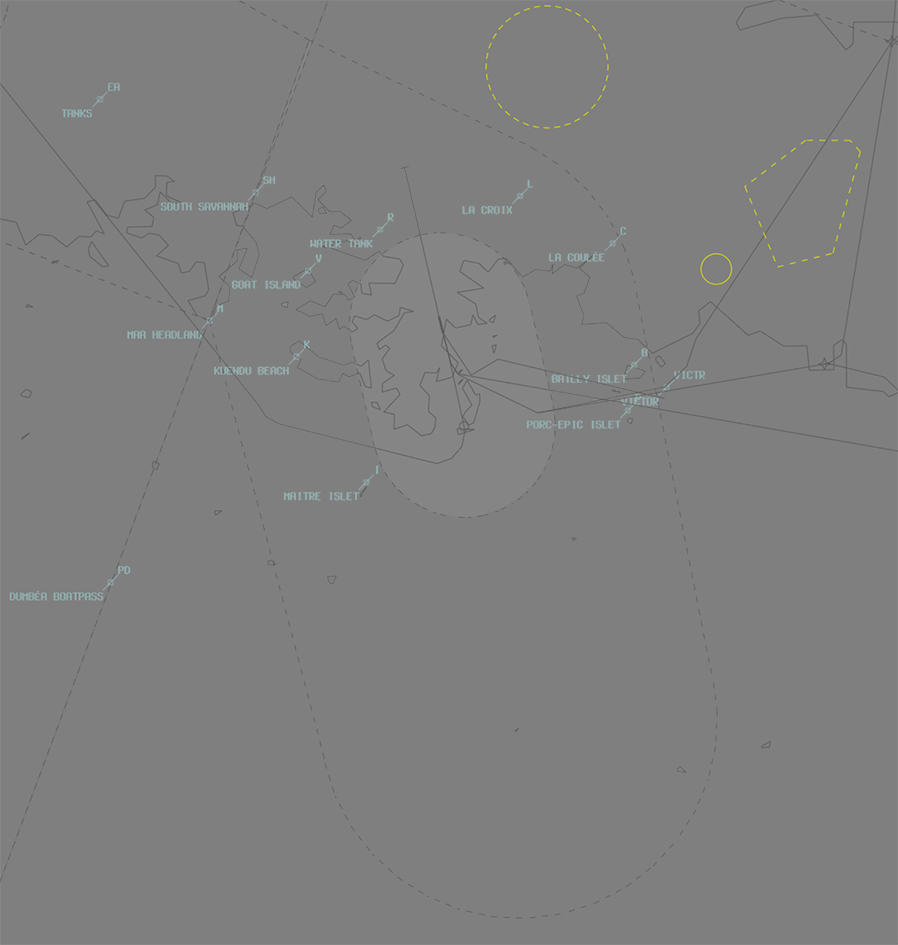 EA
TANKS
SH
SOUTH SAVANNAH
L
LA CROIX
R
WATER TANK
C
LA COULÉE
V
GOAT ISLAND
M
MAA HEADLAND
K
KUENDU BEACH
B
BAILLY ISLET
VICTR
VICTOR
PORC-EPIC ISLET
I
MAITRE ISLET
PD
DUMBÉA BOATPASS